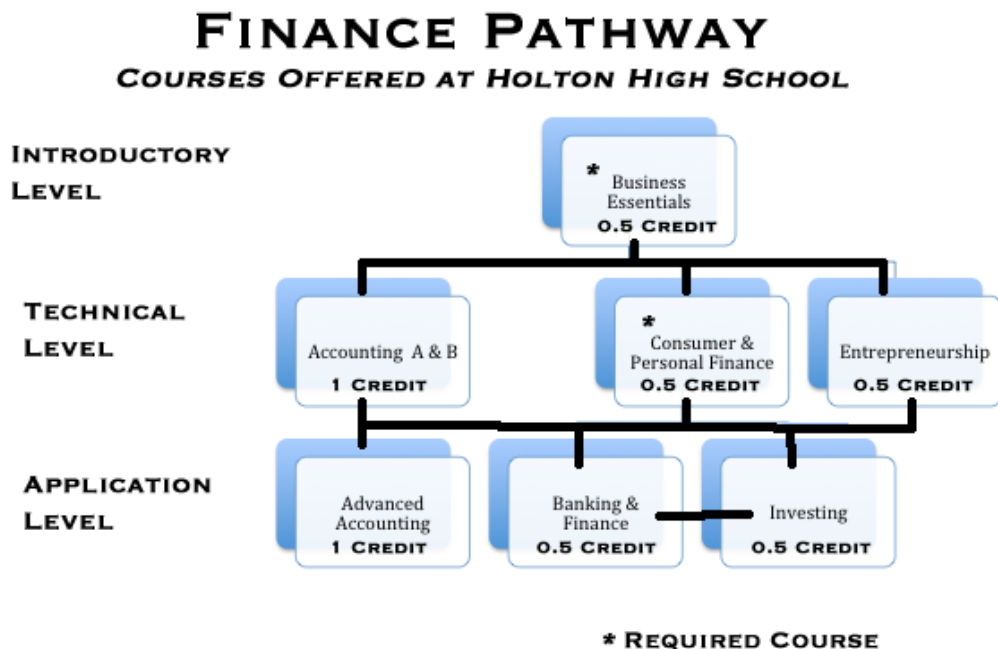 FINANCE PATHWAY
COURSES OFFERED AT HOLTON HIGH SCHOOL
INTRODUCTORY
LEVEL
*
Business
Essentials
0.5 CREDIT
TECHNICAL
LEVEL
Accounting A & B
1 CREDIT
*
Consumer &
Personal Finance
0.5 CREDIT
Entrepreneurship
0.5 CREDIT
APPLICATION
LEVEL
Advanced
Accounting
1 CREDIT
Banking &
Finance
0.5 CREDIT
Investing
0.5 CREDIT
* REQUIRED COURSE